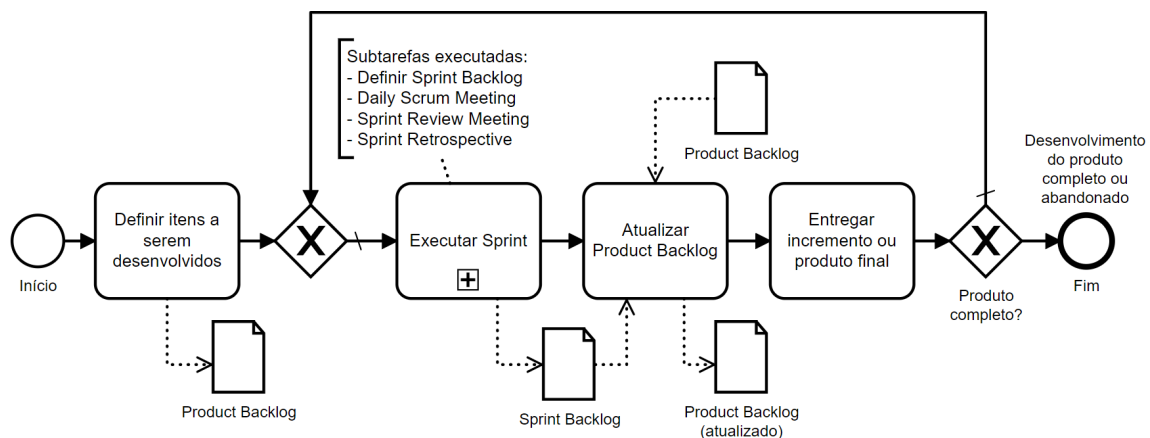 Subtarefas executadas:
- Definir Sprint Backlog
- Daily Scrum Meeting
- Sprint Review Meeting
- Sprint Retrospective
Product Backlog
Desenvolvimento
do produto
completo ou
abandonado
Início
Definir itens a
serem
desenvolvidos
X
Executar Sprint
Atualizar
Product Backlog
Entregar
incremento ou
produto final
X
Produto
completo?
Fim
Product Backlog
Sprint Backlog
Product Backlog
(atualizado)